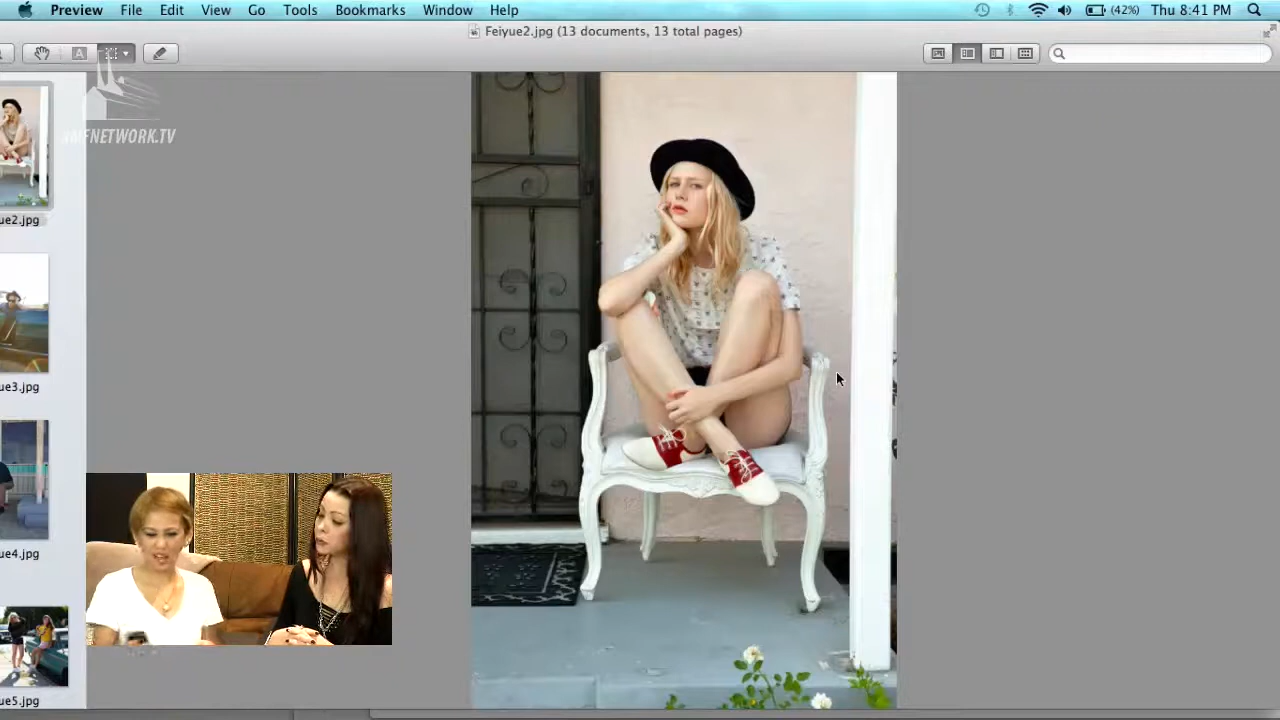 Preview File Edit View Go Tools Bookmarks Window Help (42%) Thu 8:41 PM
Feiyue2.jpg (13 documents, 13 total pages)
A
NETWORK.TV
ue2.jpg
ue3.jpg
ue4.jpg
ue5.jpg